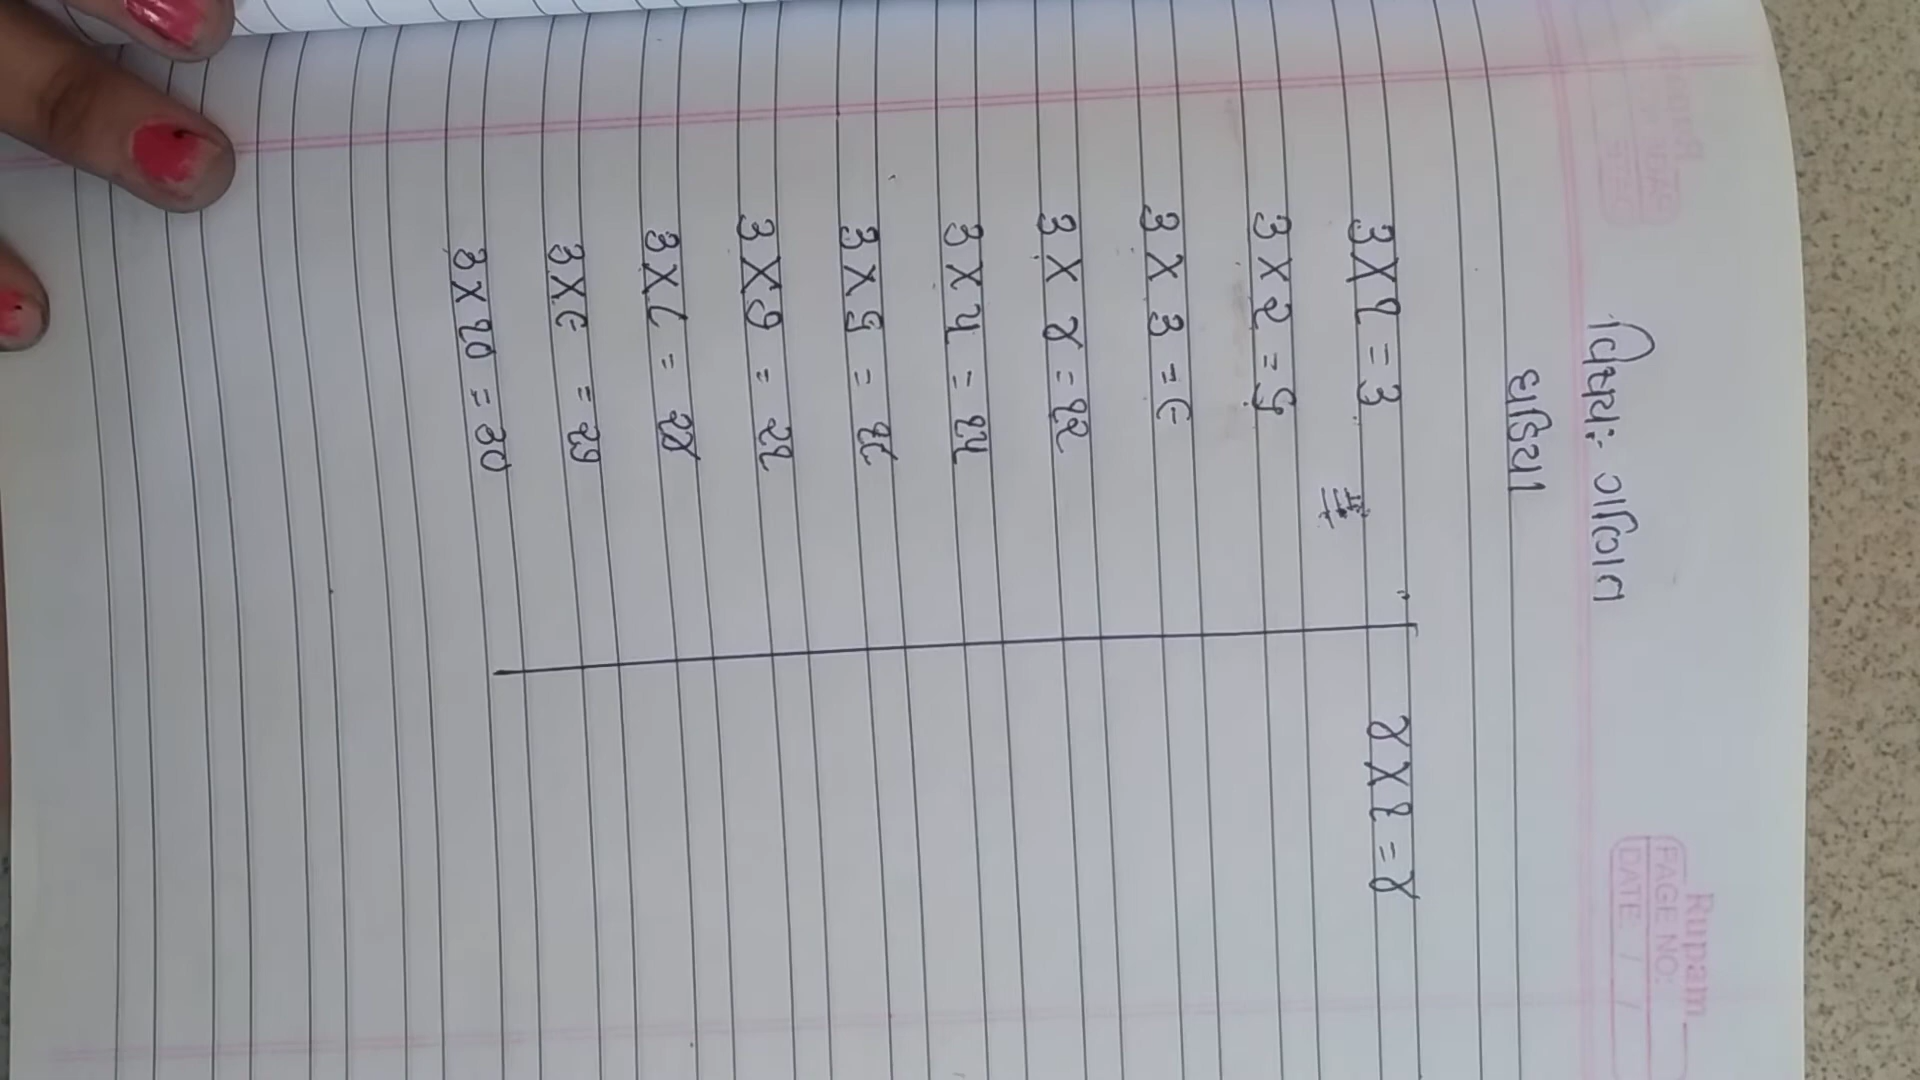 Rupam
PAGE NO:
DATE / /
વિષયઃ ગણિત
ઘડિયા
૩ X ૧ = ૩
૩ X ૨ = ૬
૩ X ૩ = ૯
૩ X ૪ = ૧૨
૩ X ૫ = ૧૫
૩ X ૬ = ૧૮
૩ X ૭ = ૨૧
૩ X ૮ = ૨૪
૩ X ૯ = ૨૭
૩ X ૧૦ = ૩૦
૪ X ૧ = ૪